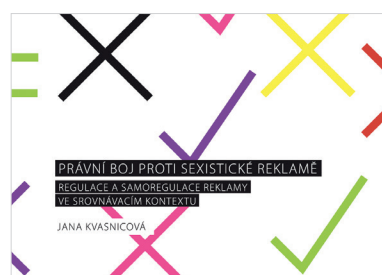 PRÁVNÍ BOJ PROTI SEXISTICKÉ REKLAMĚ
REGULACE A SAMOREGULACE REKLAMY
VE SROVNÁVACÍM KONTEXTU
JANA KVASNICOVÁ